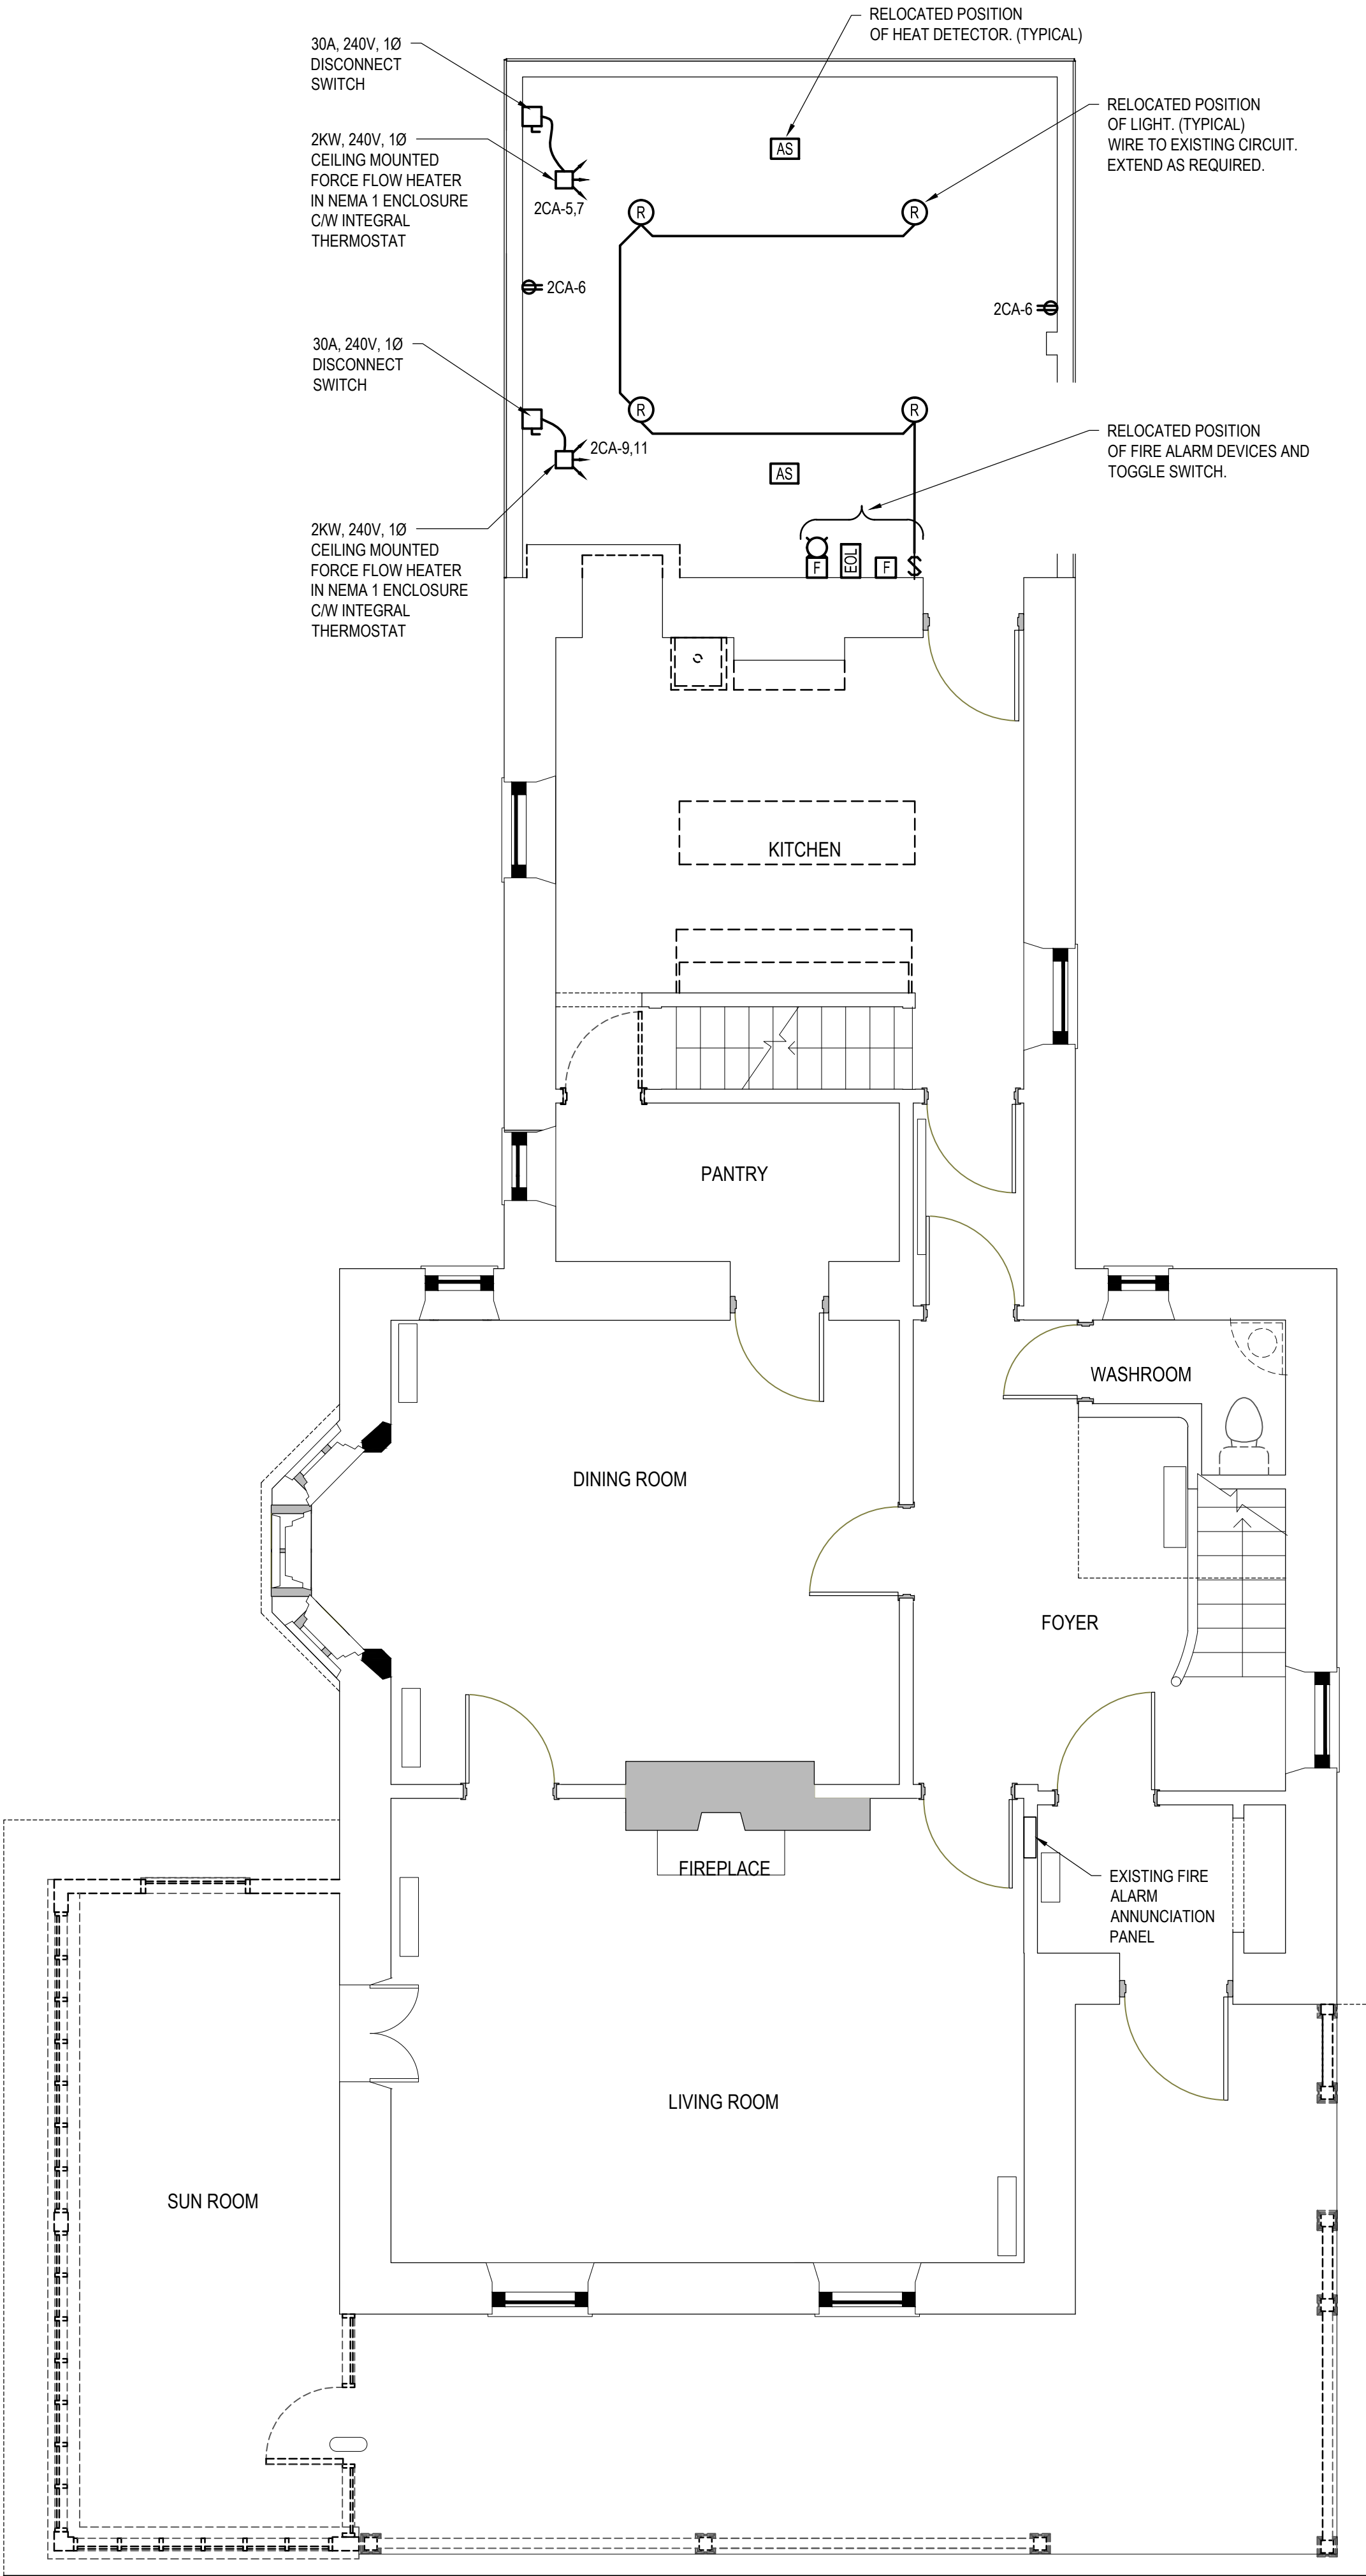 RELOCATED POSITION
OF HEAT DETECTOR. (TYPICAL)
30A, 240V, 1Ø
DISCONNECT
SWITCH
RELOCATED POSITION
OF LIGHT. (TYPICAL)
WIRE TO EXISTING CIRCUIT.
EXTEND AS REQUIRED.
2KW, 240V, 1Ø
CEILING MOUNTED
FORCE FLOW HEATER
IN NEMA 1 ENCLOSURE
C/W INTEGRAL
THERMOSTAT
AS
2CA-5,7
R
R
2CA-6
2CA-6
30A, 240V, 1Ø
DISCONNECT
SWITCH
R
R
2CA-9,11
RELOCATED POSITION
OF FIRE ALARM DEVICES AND
TOGGLE SWITCH.
AS
2KW, 240V, 1Ø
CEILING MOUNTED
FORCE FLOW HEATER
IN NEMA 1 ENCLOSURE
C/W INTEGRAL
THERMOSTAT
F
EOL
F
$
KITCHEN
PANTRY
WASHROOM
DINING ROOM
FOYER
FIREPLACE
EXISTING FIRE
ALARM
ANNUNCIATION
PANEL
LIVING ROOM
SUN ROOM